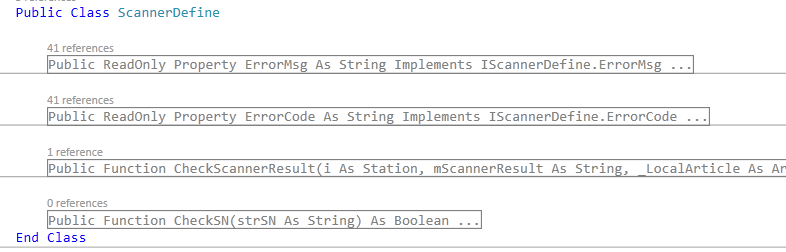 Public Class ScannerDefine
41 references
Public ReadOnly Property ErrorMsg As String Implements IScannerDefine.ErrorMsg ...
41 references
Public ReadOnly Property ErrorCode As String Implements IScannerDefine.ErrorCode ...
1 reference
Public Function CheckScannerResult(i As Station, mScannerResult As String, _LocalArticle As Ar
0 references
Public Function CheckSN(strSN As String) As Boolean ...
End Class